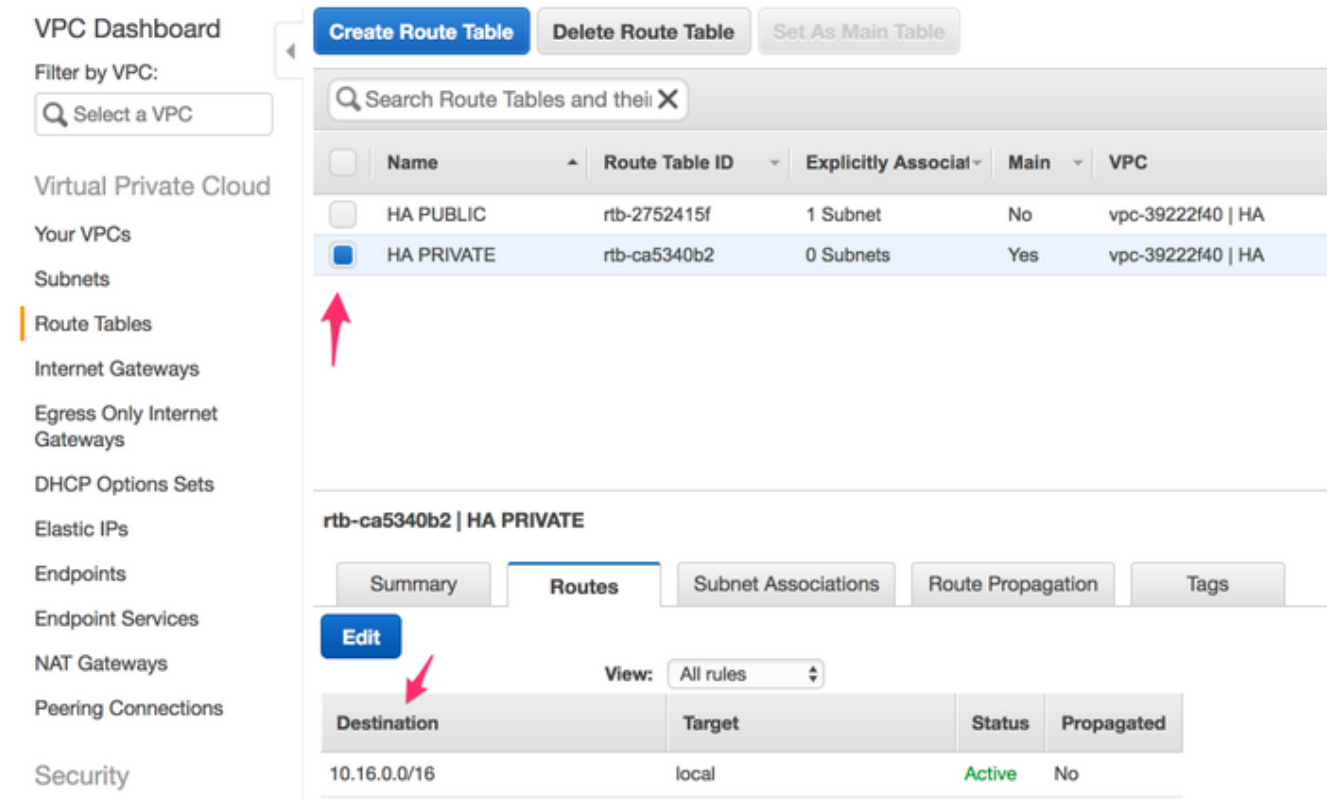 VPC Dashboard
Filter by VPC:
Select a VPC
Virtual Private Cloud
Your VPCs
Subnets
Route Tables
Internet Gateways
Egress Only Internet
Gateways
DHCP Options Sets
Elastic IPs
Endpoints
Endpoint Services
NAT Gateways
Peering Connections
Security
Create Route Table Delete Route Table Set As Main Table
Search Route Tables and thei
Name Route Table ID Explicitly Associat Main VPC
HA PUBLIC rtb-2752415f 1 Subnet No vpc-39222f40 | HA
HA PRIVATE rtb-ca5340b2 0 Subnets Yes vpc-39222f40 | HA
rtb-ca5340b2 | HA PRIVATE
Summary Routes Subnet Associations Route Propagation Tags
Edit
View: All rules
Destination Target Status Propagated
10.16.0.0/16 local Active No